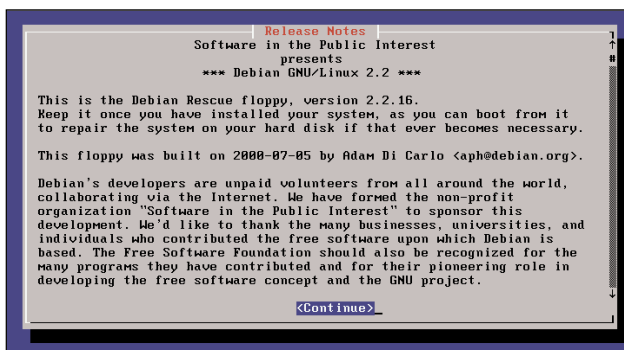 Release Notes
Software in the Public Interest
presents
*** Debian GNU/Linux 2.2 ***
This is the Debian Rescue floppy, version 2.2.16.
Keep it once you have installed your system, as you can boot from it
to repair the system on your hard disk if that ever becomes necessary.
This floppy was built on 2000-07-05 by Adam Di Carlo <aph@debian.org>.
Debian's developers are unpaid volunteers from all around the world,
collaborating via the Internet. We have formed the non-profit
organization "Software in the Public Interest" to sponsor this
development. We'd like to thank the many businesses, universities, and
individuals who contributed the free software upon which Debian is
based. The Free Software Foundation should also be recognized for the
many programs they have contributed and for their pioneering role in
developing the free software concept and the GNU project.
<Continue>